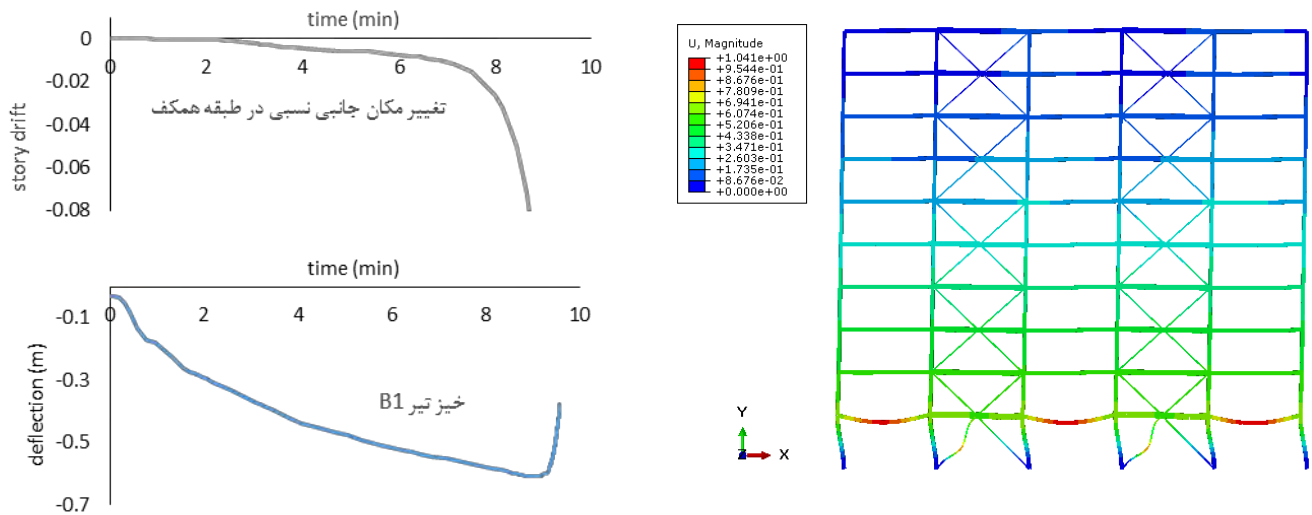 time (min)
0
0 2 4 6 8 10
-0.02
-0.04
-0.06
-0.08
story drift
تغییر مکان جانبی نسبی در طبقه همکف
time (min)
0 2 4 6 8 10
-0.1
-0.3
-0.5
-0.7
deflection (m)
خیز تیر B1
U, Magnitude
+1.041e+00
+9.544e-01
+8.676e-01
+7.809e-01
+6.941e-01
+6.074e-01
+5.206e-01
+4.338e-01
+3.471e-01
+2.603e-01
+1.735e-01
+8.676e-02
+0.000e+00
Y
X